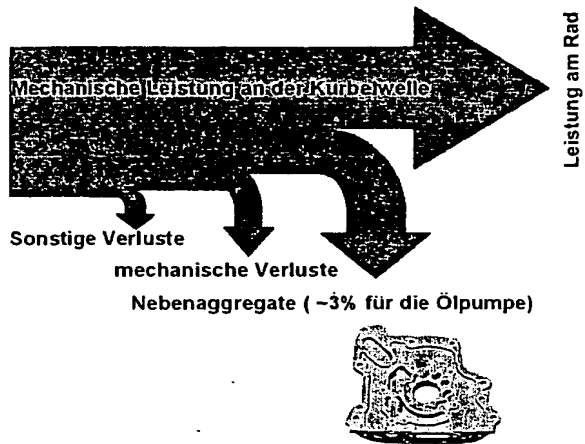 Mechanische Leistung an der Kurbelwelle
Leistung am Rad
Sonstige Verluste
mechanische Verluste
Nebenaggregate ( ~3% für die Ölpumpe)